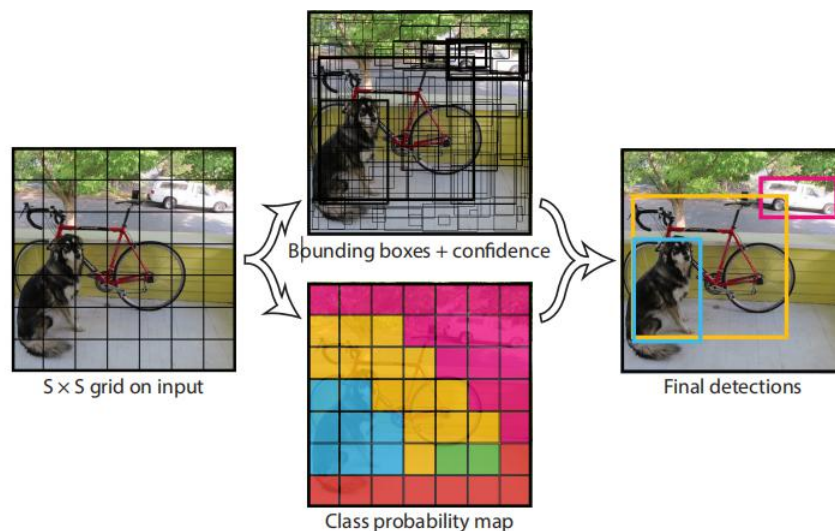 Bounding boxes + confidence
S × S grid on input
Final detections
Class probability map